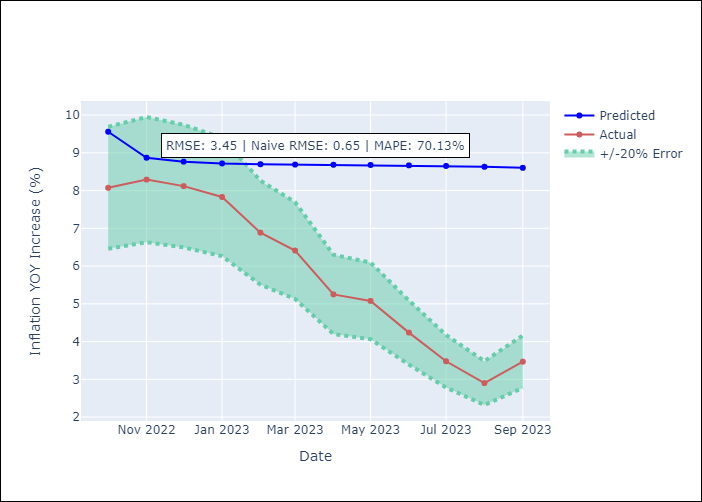 10
9
8
7
6
5
4
3
2
Inflation YOY Increase (%)
RMSE: 3.45 | Naive RMSE: 0.65 | MAPE: 70.13%
Predicted
Actual
+/-20% Error
Nov 2022
Jan 2023
Mar 2023
May 2023
Jul 2023
Sep 2023
Date